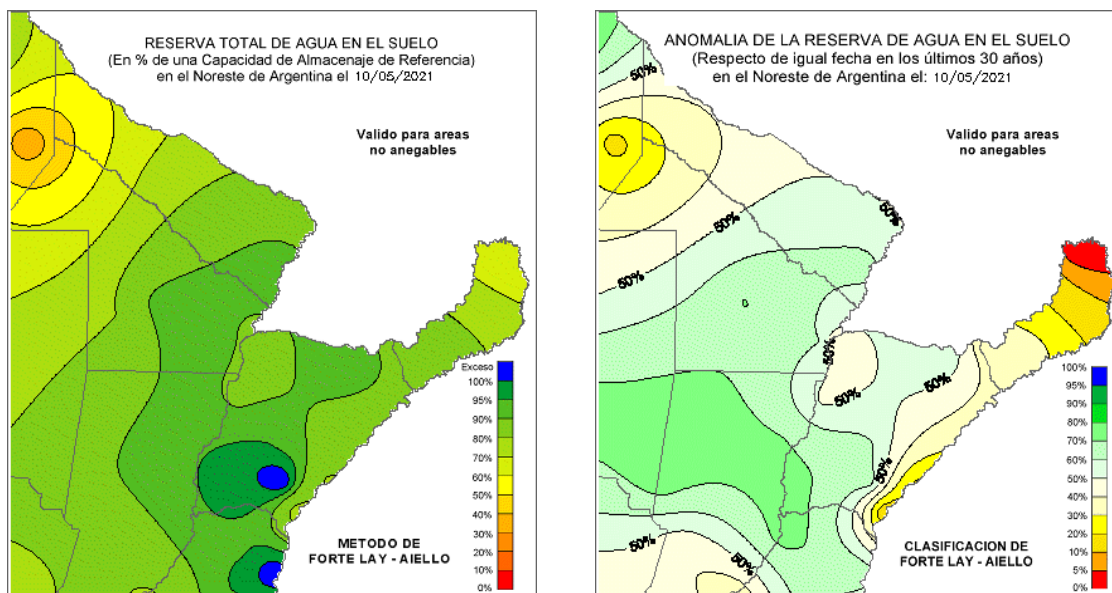 RESERVA TOTAL DE AGUA EN EL SUELO
(En % de una Capacidad de Almacenaje de Referencia)
en el Noreste de Argentina el 10/05/2021
Valido para areas
no anegables
Exceso
100%
90%
80%
70%
60%
50%
40%
30%
20%
10%
0%
METODO DE
FORTE LAY - AIELLO
ANOMALIA DE LA RESERVA DE AGUA EN EL SUELO
(Respecto de igual fecha en los últimos 30 años)
en el Noreste de Argentina el: 10/05/2021
Valido para areas
no anegables
50%
50%
50%
50%
50%
50%
50%
50%
50%
50%
100%
95%
90%
80%
70%
60%
50%
40%
30%
20%
10%
5%
0%
CLASIFICACION DE
FORTE LAY - AIELLO